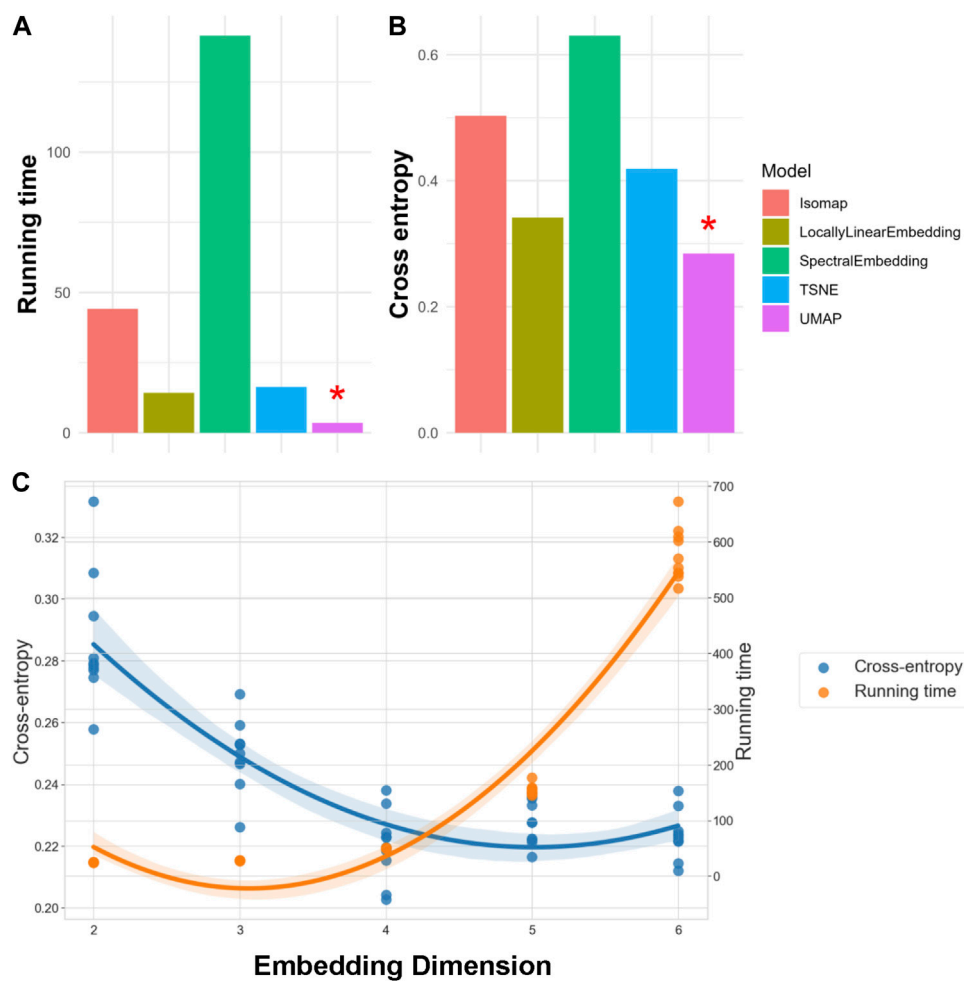 A
B
Running time
100
50
0
*
Cross entropy
0.6
0.4
0.2
0.0
*
Model
Isomap
LocallyLinearEmbedding
SpectralEmbedding
TSNE
UMAP
C
Cross-entropy
0.32
0.30
0.28
0.26
0.24
0.22
0.20
700
600
500
400
300
200
100
0
Running time
2 3 4 5 6
Embedding Dimension
Cross-entropy
Running time